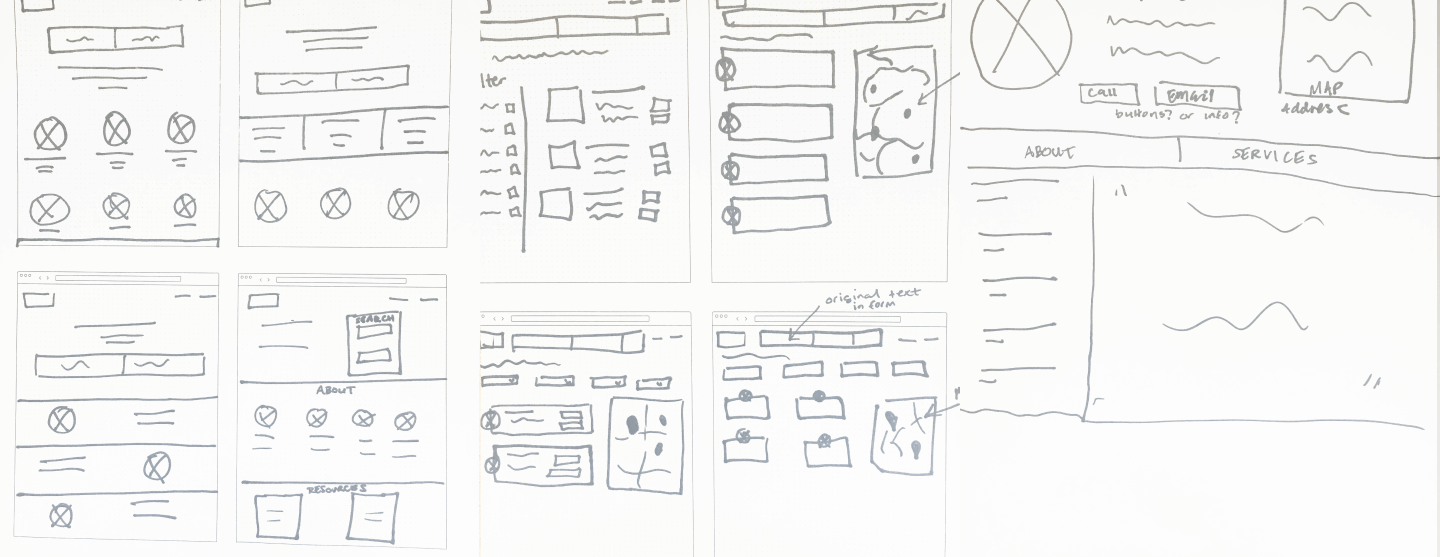 lter
Call
Email
MAP
Address
buttons? or info?
ABOUT
SERVICES
original text
in form
SEARCH
ABOUT
RESOURCES